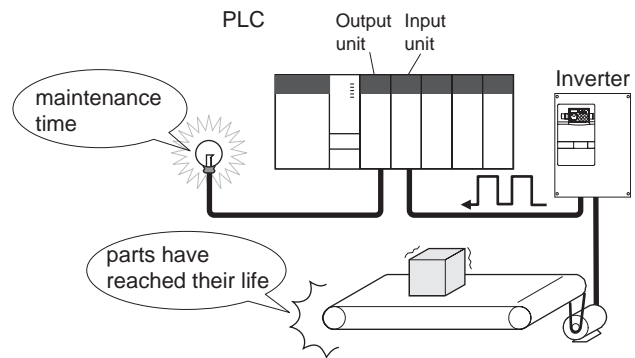 PLC
Output Input
unit unit
Inverter
maintenance
time
parts have
reached their life